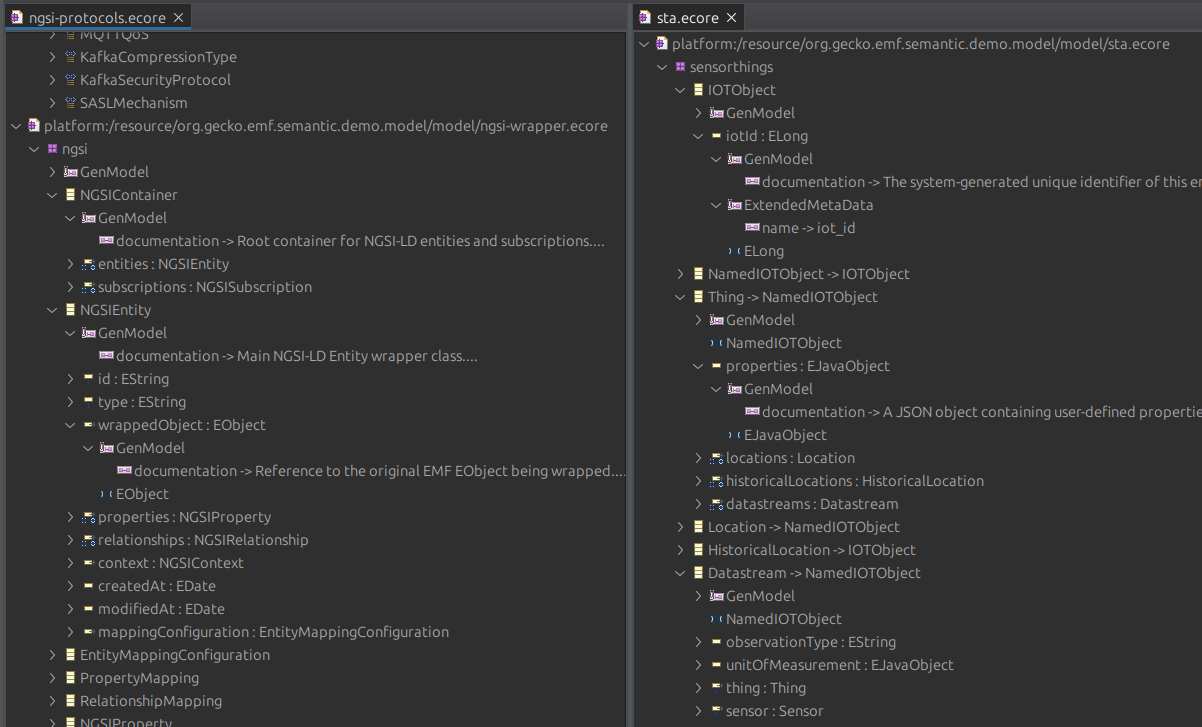 ngsi-protocols.ecore
MQTTQoS
KafkaCompressionType
KafkaSecurityProtocol
SASLMechanism
platform:/resource/org.gecko.emf.semantic.demo.model/model/ngsi-wrapper.ecore
ngsi
GenModel
NGSIContainer
GenModel
documentation -> Root container for NGSI-LD entities and subscriptions....
entities : NGSIEntity
subscriptions : NGSISubscription
NGSIEntity
GenModel
documentation -> Main NGSI-LD Entity wrapper class....
id : EString
type : EString
wrappedObject : EObject
GenModel
documentation -> Reference to the original EMF EObject being wrapped....
EObject
properties : NGSIProperty
relationships : NGSIRelationship
context : NGSIContext
createdAt : EDate
modifiedAt : EDate
mappingConfiguration : EntityMappingConfiguration
EntityMappingConfiguration
PropertyMapping
RelationshipMapping
NGSIProperty
sta.ecore
platform:/resource/org.gecko.emf.semantic.demo.model/model/sta.ecore
sensorthings
IOTObject
GenModel
iotId : ELong
GenModel
documentation -> The system-generated unique identifier of this en
ExtendedMetaData
name -> iot_id
ELong
NamedIOTObject -> IOTObject
Thing -> NamedIOTObject
GenModel
NamedIOTObject
properties : EJavaObject
GenModel
documentation -> A JSON object containing user-defined propertie
EJavaObject
locations : Location
historicalLocations : HistoricalLocation
datastreams : Datastream
Location -> NamedIOTObject
HistoricalLocation -> IOTObject
Datastream -> NamedIOTObject
GenModel
NamedIOTObject
observationType : EString
unitOfMeasurement : EJavaObject
thing : Thing
sensor : Sensor